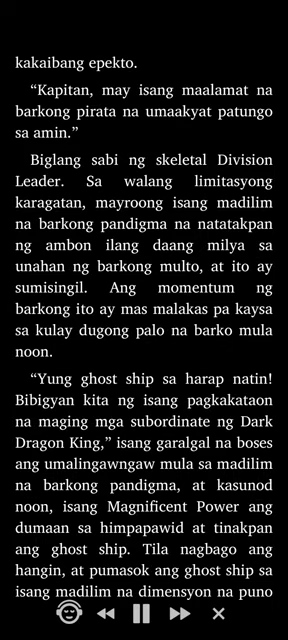 kakaibang epekto.
“Kapitan, may isang maalamat na
barkong pirata na umaakyat patungo
sa amin.”
Biglang sabi ng skeletal Division
Leader. Sa walang limitasyong
karagatan, mayroong isang madilim
na barkong pandigma na natatakpan
ng ambon ilang daang milya sa
unahan ng barkong multo, at ito ay
sumisingil. Ang momentum ng
barkong ito ay mas malakas pa kaysa
sa kulay dugong palo na barko mula
noon.
“Yung ghost ship sa harap natin!
Bibigyan kita ng isang pagkakataon
na maging mga subordinate ng Dark
Dragon King,” isang garalgal na boses
ang umalingawngaw mula sa madilim
na barkong pandigma, at kasunod
noon, isang Magnificent Power ang
dumaan sa himpapawid at tinakpan
ang ghost ship. Tila nagbago ang
hangin, at pumasok ang ghost ship sa
isang madilim na dimensyon na puno